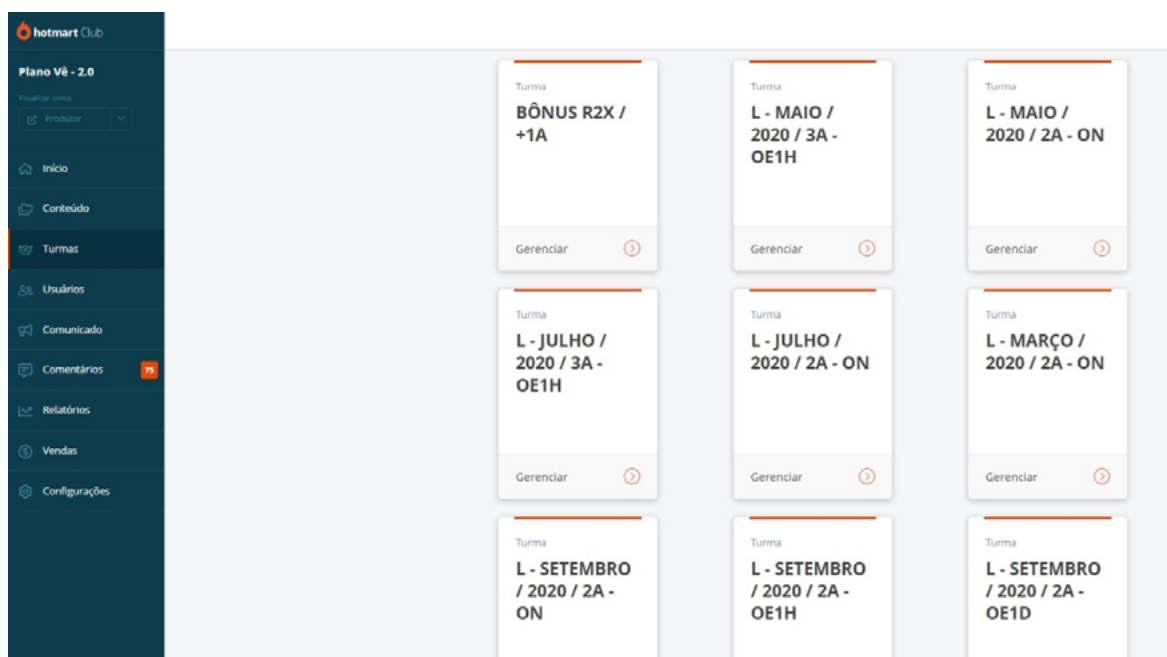 hotmart Club
Plano Vê - 2.0
Visualizar como
Produtor
Início
Conteúdo
Turmas
Usuários
Comunicado
Comentários 75
Relatórios
Vendas
Configurações
Turma
BÔNUS R2X /
+1A
Gerenciar
Turma
L - MAIO /
2020 / 3A -
OE1H
Gerenciar
Turma
L - MAIO /
2020 / 2A - ON
Gerenciar
Turma
L - JULHO /
2020 / 3A -
OE1H
Gerenciar
Turma
L - JULHO /
2020 / 2A - ON
Gerenciar
Turma
L - MARÇO /
2020 / 2A - ON
Gerenciar
Turma
L - SETEMBRO
/ 2020 / 2A -
ON
Turma
L - SETEMBRO
/ 2020 / 2A -
OE1H
Turma
L - SETEMBRO
/ 2020 / 2A -
OE1D